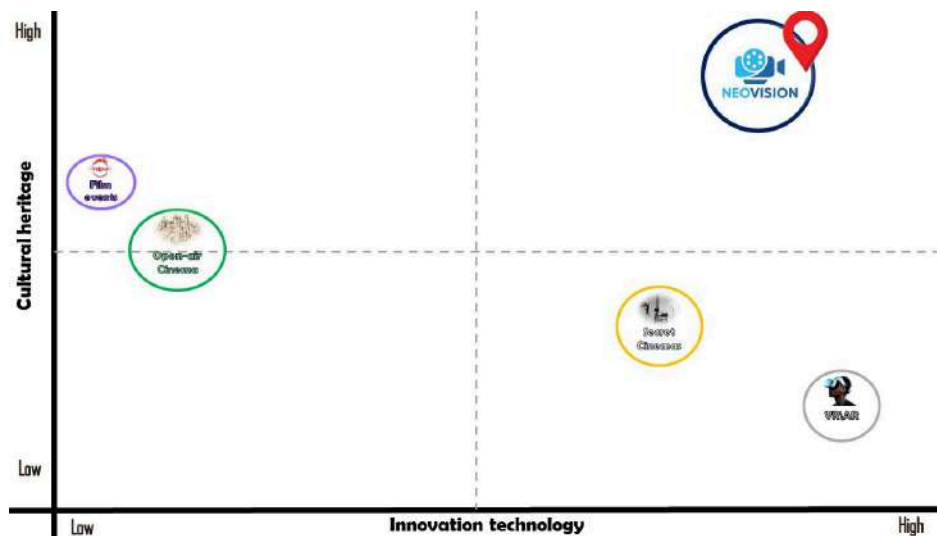 High
NEOVISION
Film
events
Cultural heritage
Open-air
Cinema
Secret
Cinemas
VR\AR
Low
Low
Innovation technology
High